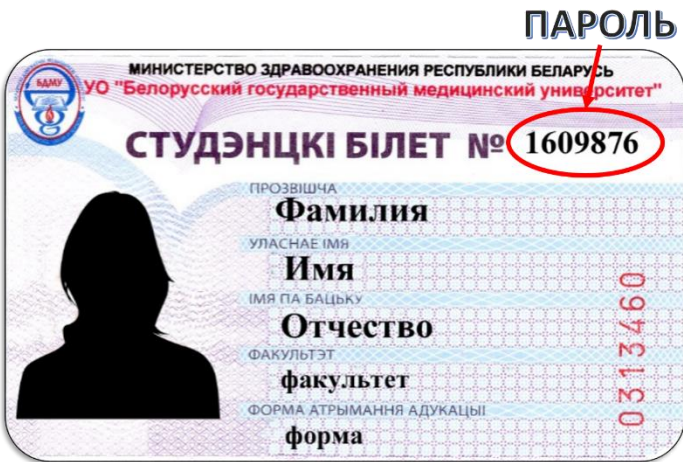 ПАРОЛЬ
БДМУ
МИНИСТЕРСТВО ЗДРАВООХРАНЕНИЯ РЕСПУБЛИКИ БЕЛАРУСЬ
УО "Белорусский государственный медицинский университет"
СТУДЭНЦКІ БІЛЕТ № 1609876
ПРОЗВІШЧА
Фамилия
УЛАСНАЕ ІМЯ
Имя
ІМЯ ПА БАЦЬКУ
Отчество
ФАКУЛЬТЭТ
факультет
ФОРМА АТРЫМАННЯ АДУКАЦЫІ
форма
0313460